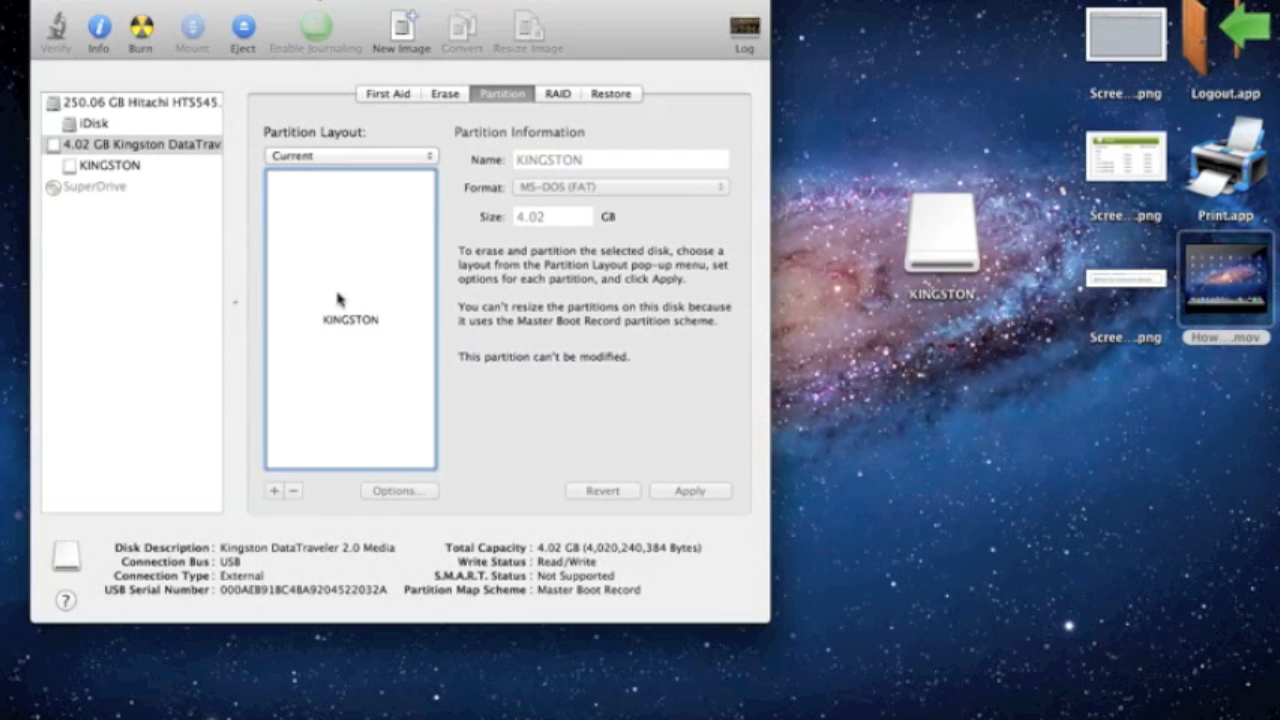 Verify Info Burn Mount Eject Enable Journaling New Image Convert Resize Image Log
250.06 GB Hitachi HTS545.
iDisk
4.02 GB Kingston DataTrav
KINGSTON
SuperDrive
First Aid Erase Partition RAID Restore
Partition Layout:
Current
KINGSTON
+ − Options...
Partition Information
Name: KINGSTON
Format: MS-DOS (FAT)
Size: 4.02 GB
To erase and partition the selected disk, choose a
layout from the Partition Layout pop-up menu, set
options for each partition, and click Apply.
You can't resize the partitions on this disk because
it uses the Master Boot Record partition scheme.
This partition can't be modified.
Revert Apply
Disk Description : Kingston DataTraveler 2.0 Media
Connection Bus : USB
Connection Type : External
USB Serial Number : 000AEB918C4BA9204522032A
Total Capacity : 4.02 GB (4,020,240,384 Bytes)
Write Status : Read/Write
S.M.A.R.T. Status : Not Supported
Partition Map Scheme : Master Boot Record
?
KINGSTON
Scree....png
Logout.app
Scree....png
Print.app
Scree....png
How ....mov